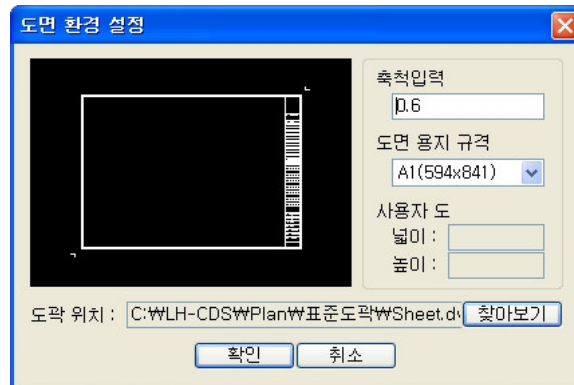 도면 환경 설정
축척입력
0.6
도면 용지 규격
A1(594x841)
사용자 도
넓이 :
높이 :
도곽 위치 : C:₩LH-CDS₩Plan₩표준도곽₩Sheet.d 찾아보기
확인 취소